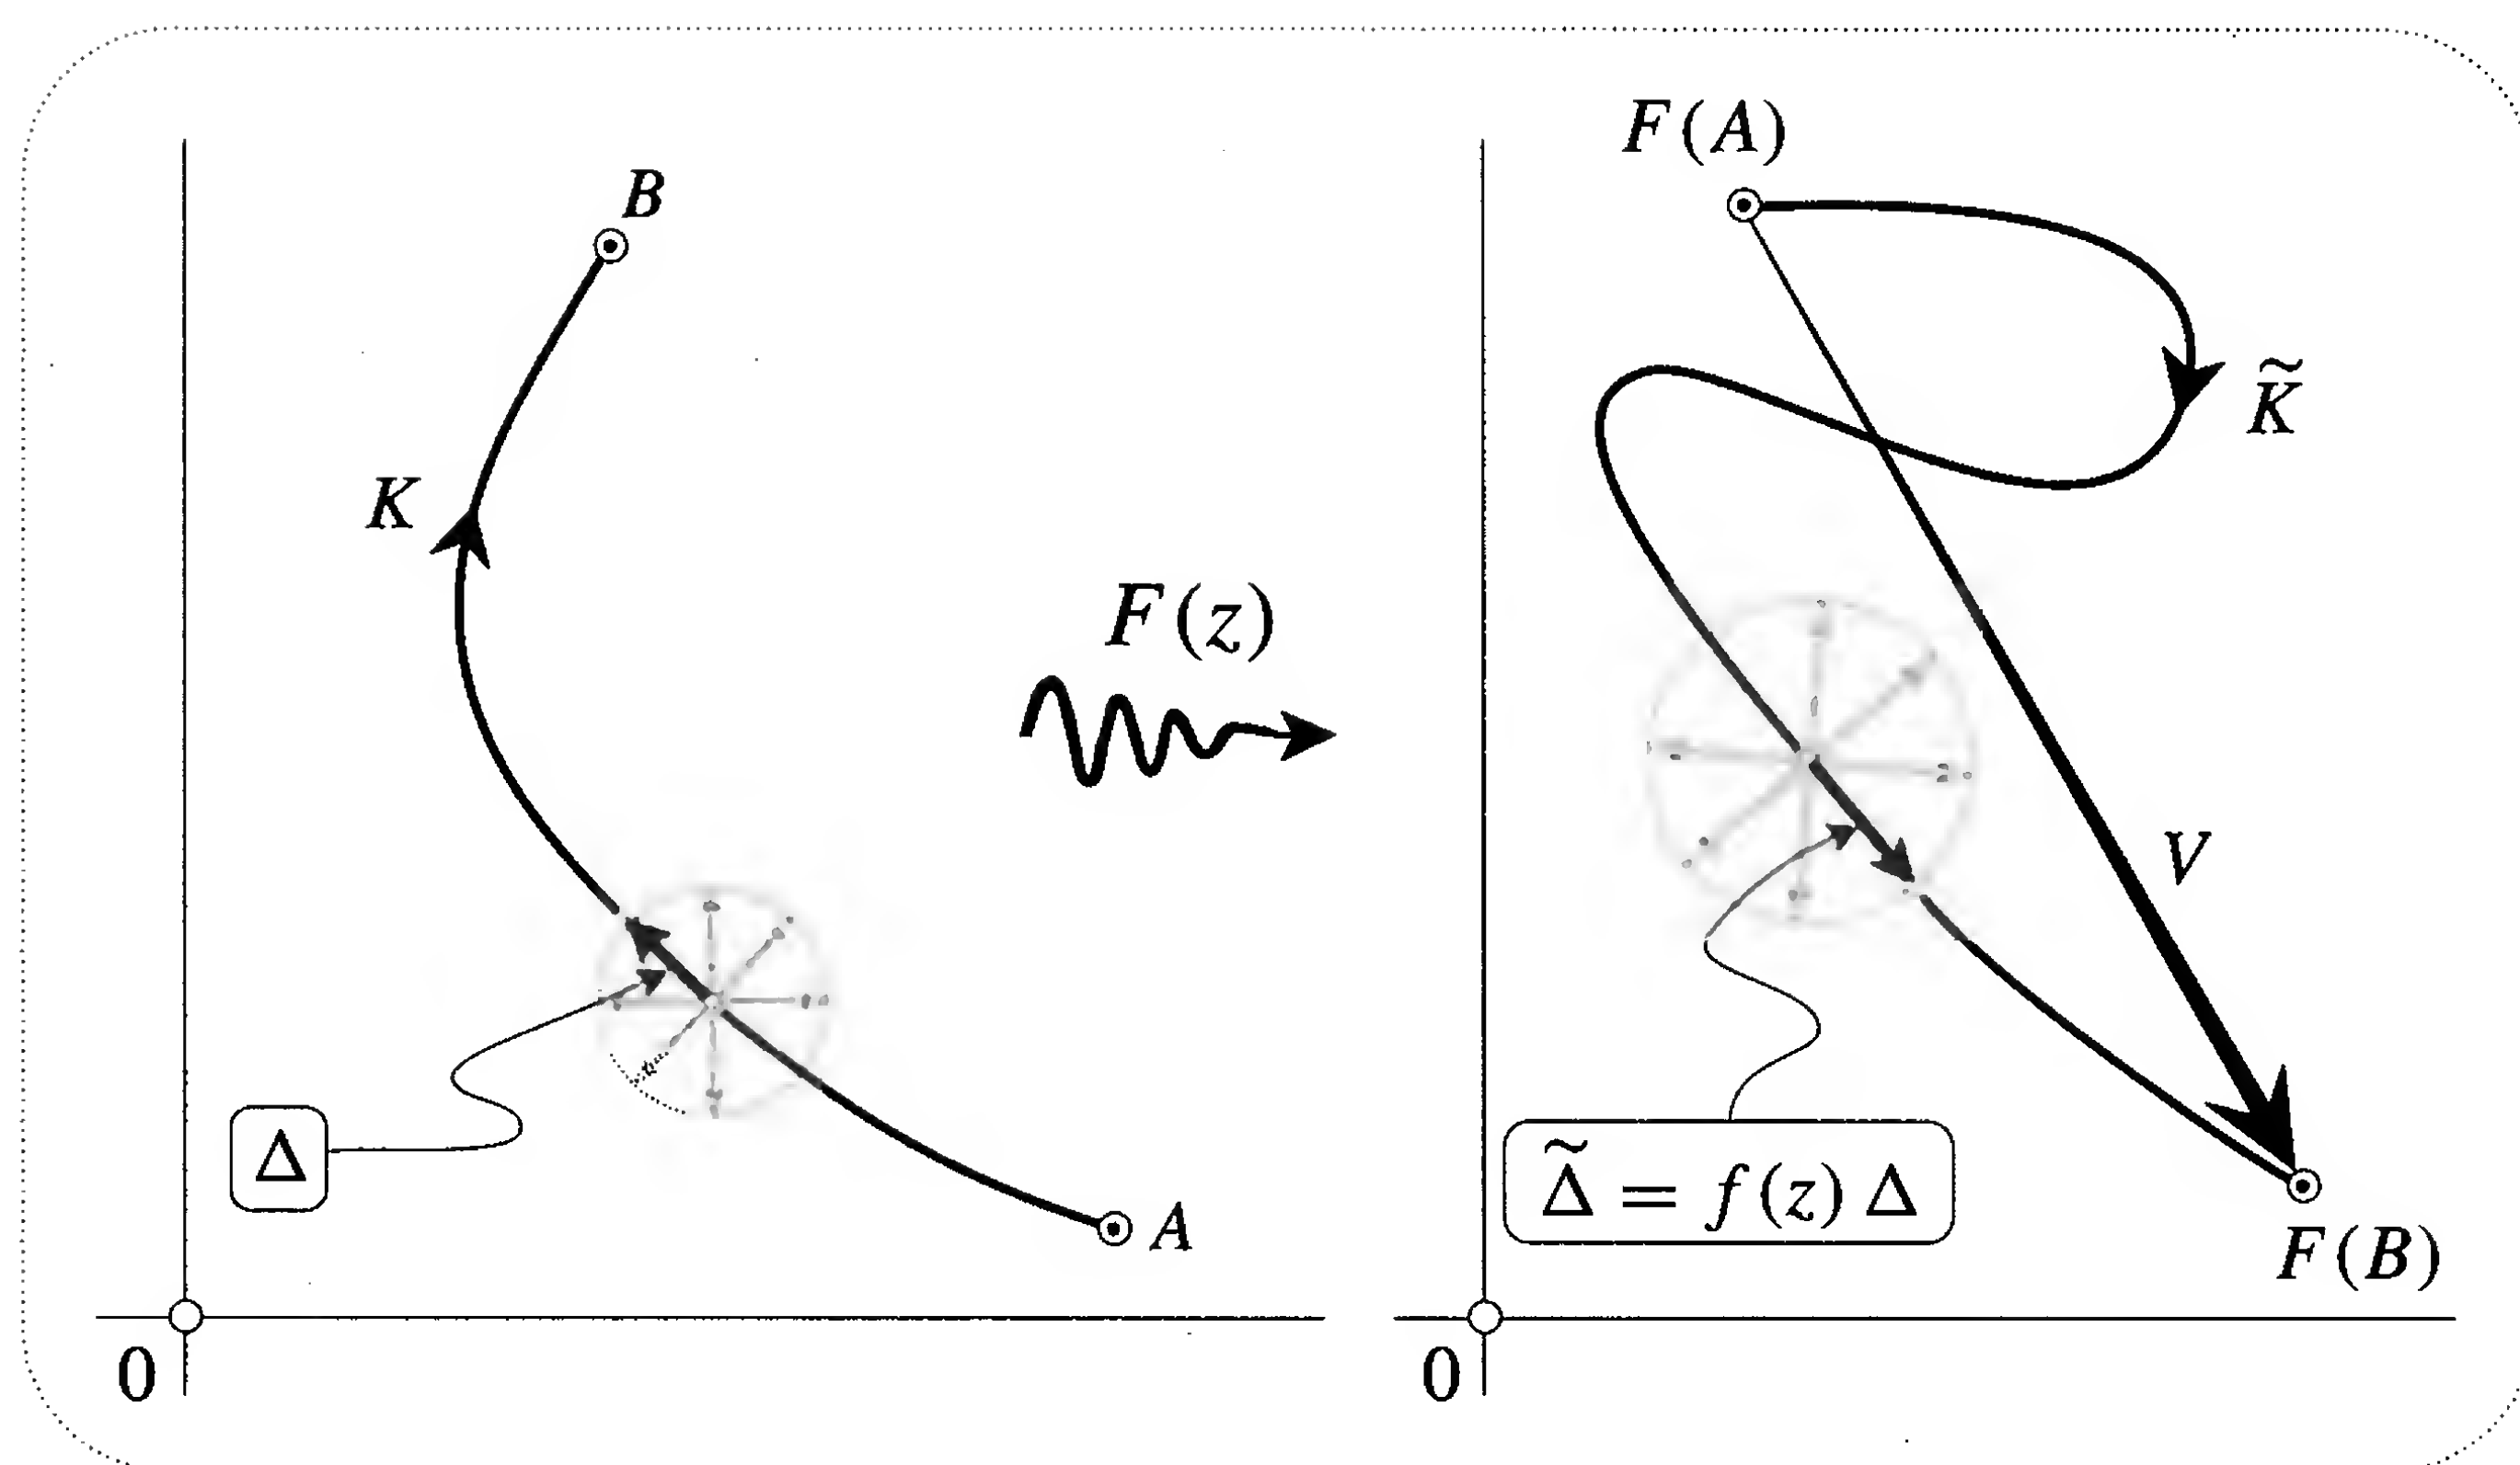 B
K
Δ
A
0
F(z)
F(A)
K̃
V
Δ̃ = f(z) Δ
F(B)
0